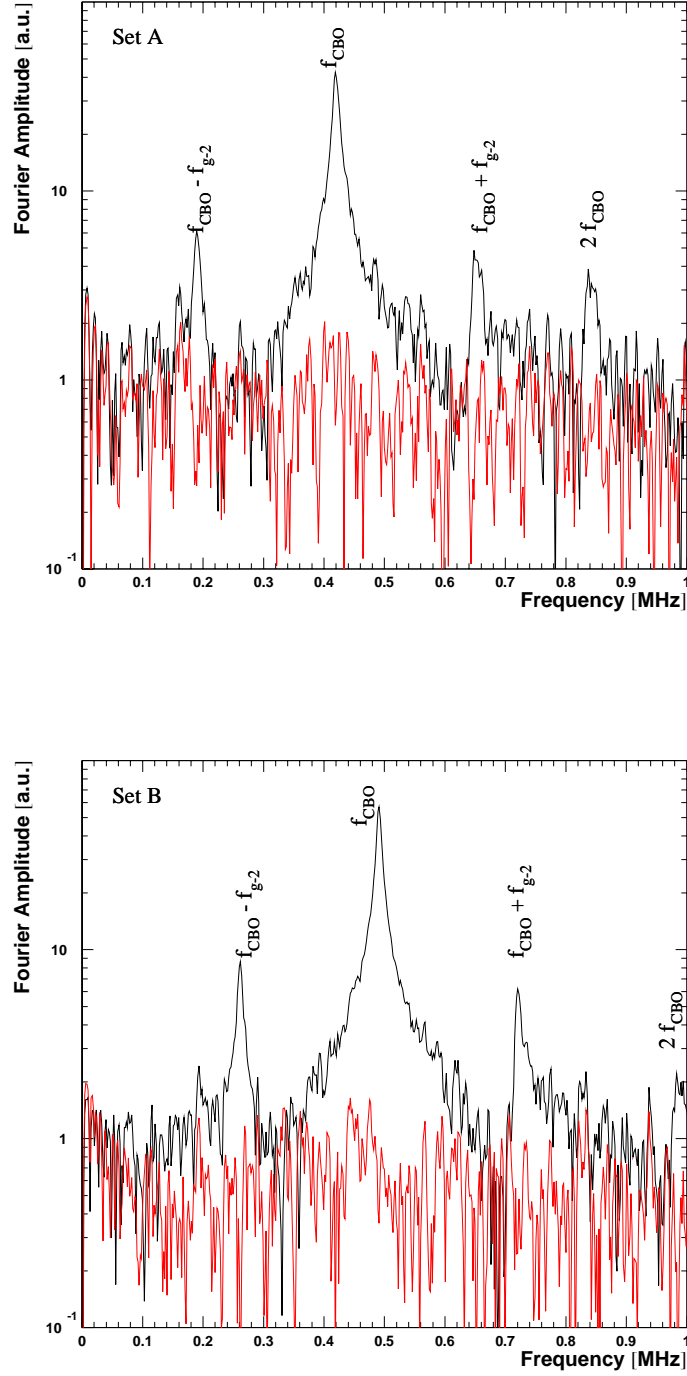 Set A
Fourier Amplitude [a.u.]
f_CBO
f_CBO - f_g-2
f_CBO + f_g-2
2 f_CBO
10
1
10 -1
0 0.1 0.2 0.3 0.4 0.5 0.6 0.7 0.8 0.9 1
Frequency [MHz]
Set B
Fourier Amplitude [a.u.]
f_CBO
f_CBO - f_g-2
f_CBO + f_g-2
2 f_CBO
10
1
10 -1
0 0.1 0.2 0.3 0.4 0.5 0.6 0.7 0.8 0.9 1
Frequency [MHz]